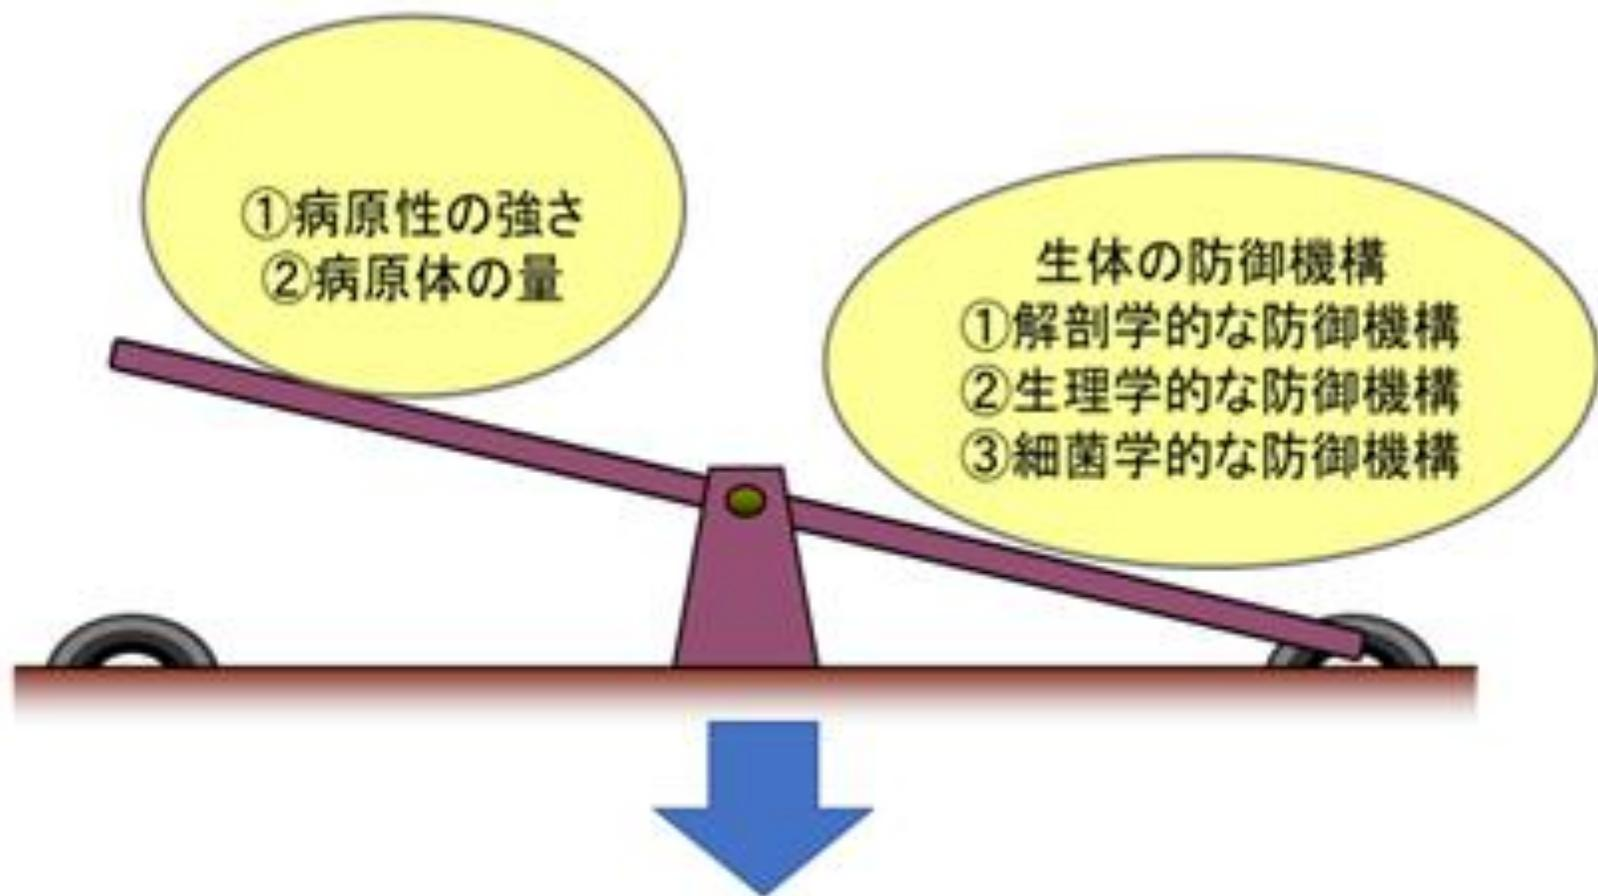 ①病原性の強さ
②病原体の量
生体の防御機構
①解剖学的な防御機構
②生理学的な防御機構
③細菌学的な防御機構